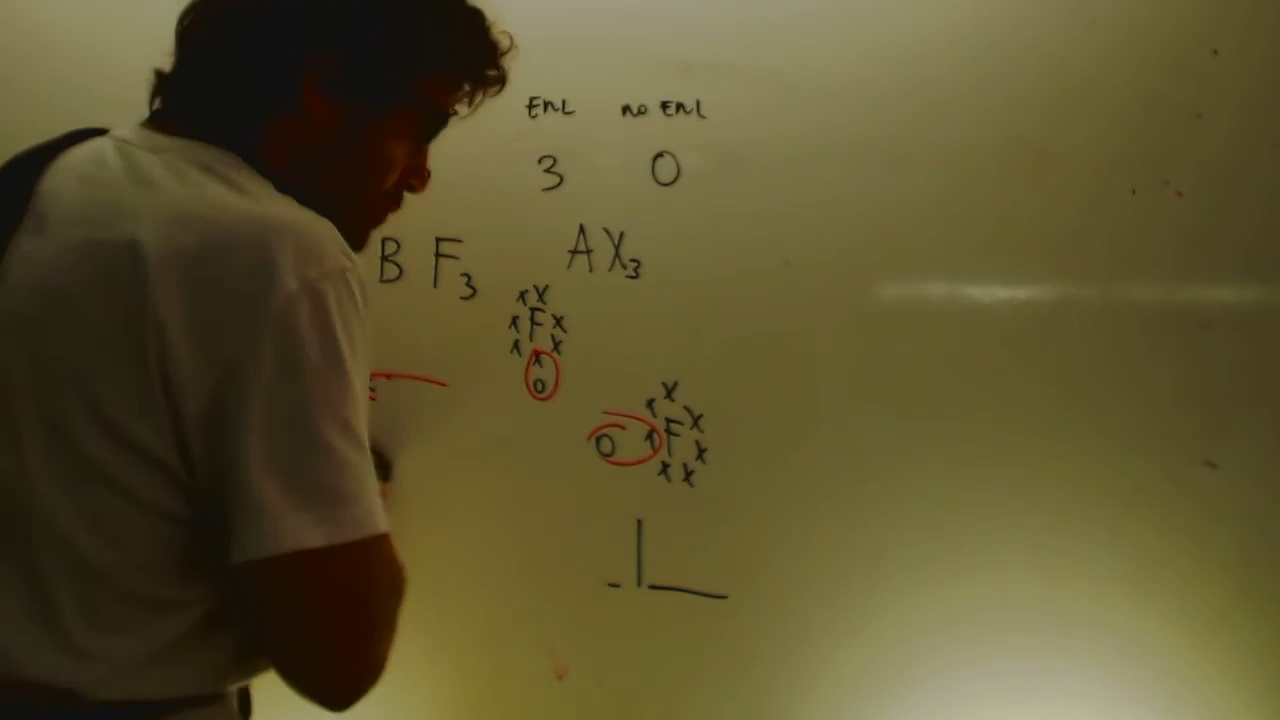 EnL no EnL
3 0
BF₃ AX₃
x x
x F x
x x
x
o
x
x x
o x F x
x x